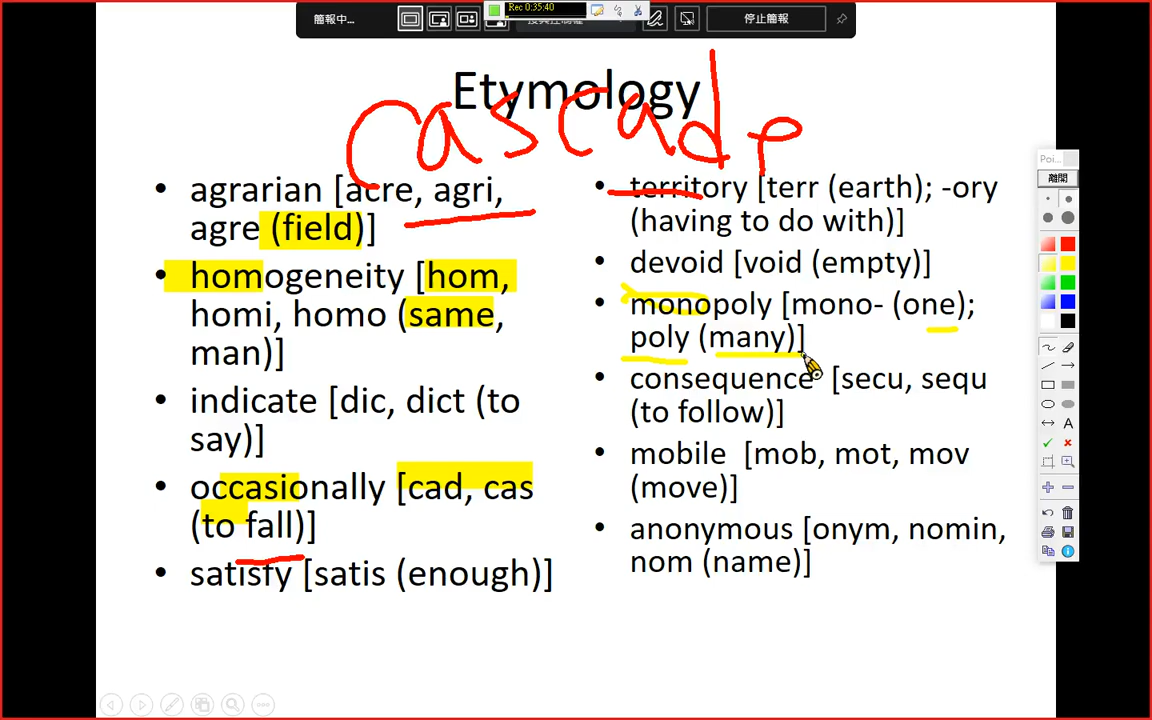 簡報中...
Rec 0:35:40
停止簡報
Etymology
cascade
• agrarian [acre, agri,
agre (field)]
• homogeneity [hom,
homi, homo (same,
man)]
• indicate [dic, dict (to
say)]
• occasionally [cad, cas
(to fall)]
• satisfy [satis (enough)]
• territory [terr (earth); -ory
(having to do with)]
• devoid [void (empty)]
• monopoly [mono- (one);
poly (many)]
• consequence [secu, sequ
(to follow)]
• mobile [mob, mot, mov
(move)]
• anonymous [onym, nomin,
nom (name)]
Poi...
離開
A